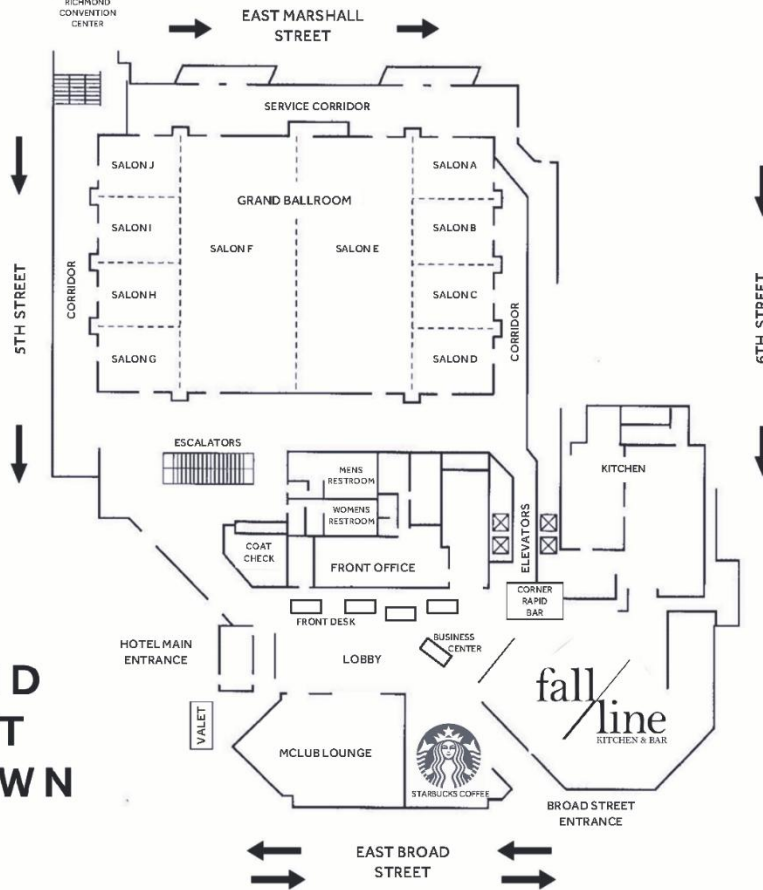 RICHMOND
CONVENTION
CENTER
EAST MARSHALL
STREET
SERVICE CORRIDOR
SALON J
SALON A
GRAND BALLROOM
SALON I
SALON B
SALON F
SALON E
5TH STREET
CORRIDOR
SALON H
SALON C
CORRIDOR
6TH STREET
SALON G
SALON D
ESCALATORS
MENS
RESTROOM
KITCHEN
WOMENS
RESTROOM
ELEVATORS
COAT
CHECK
FRONT OFFICE
CORNER
RAPID
BAR
FRONT DESK
HOTEL MAIN
ENTRANCE
LOBBY
BUSINESS
CENTER
fall
line
KITCHEN & BAR
D
T
WN
VALET
MCLUB LOUNGE
STARBUCKS COFFEE
BROAD STREET
ENTRANCE
EAST BROAD
STREET